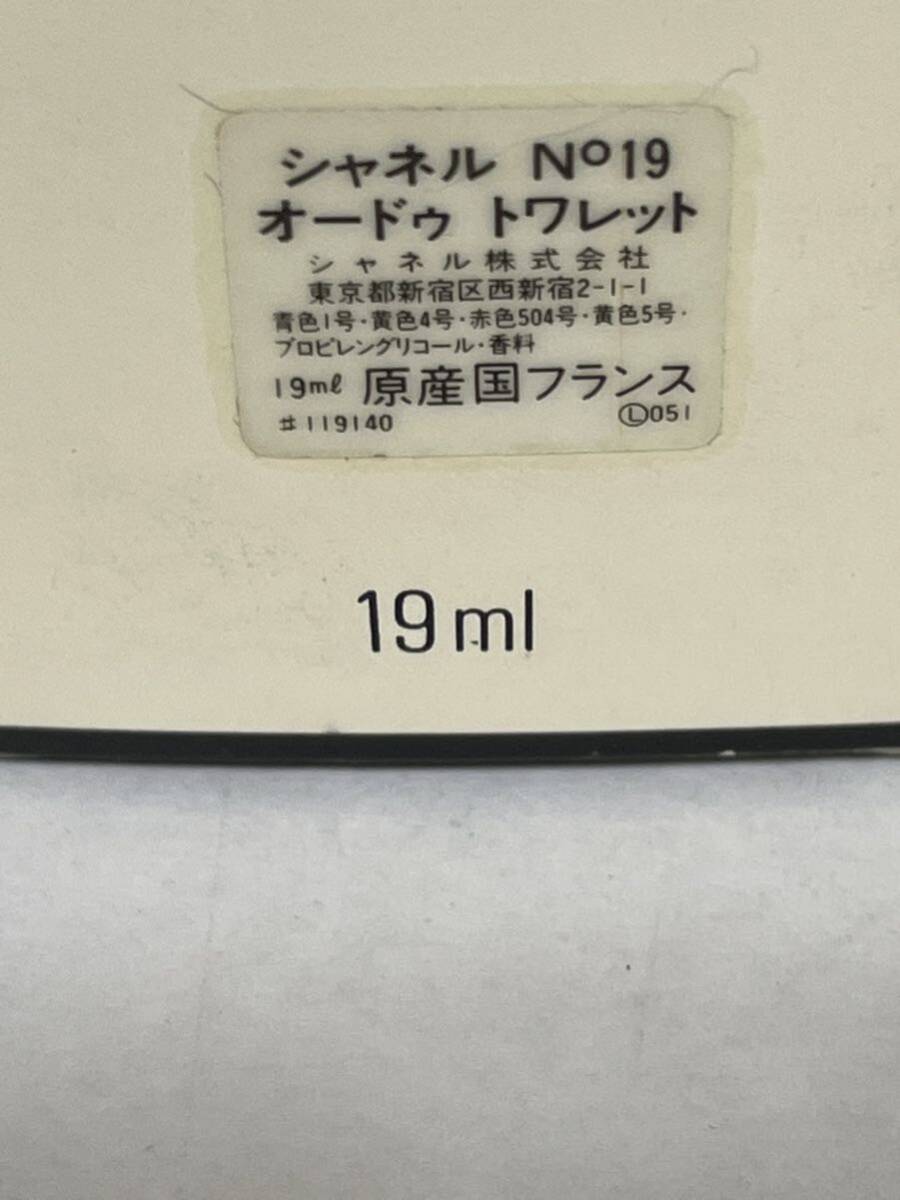 シャネル Nº19
オードゥ トワレット
シャネル株式会社
東京都新宿区西新宿2-1-1
青色1号・黄色4号・赤色504号・黄色5号・
プロピレングリコール・香料
19mℓ 原産国フランス
#119140 Ⓛ051
19ml